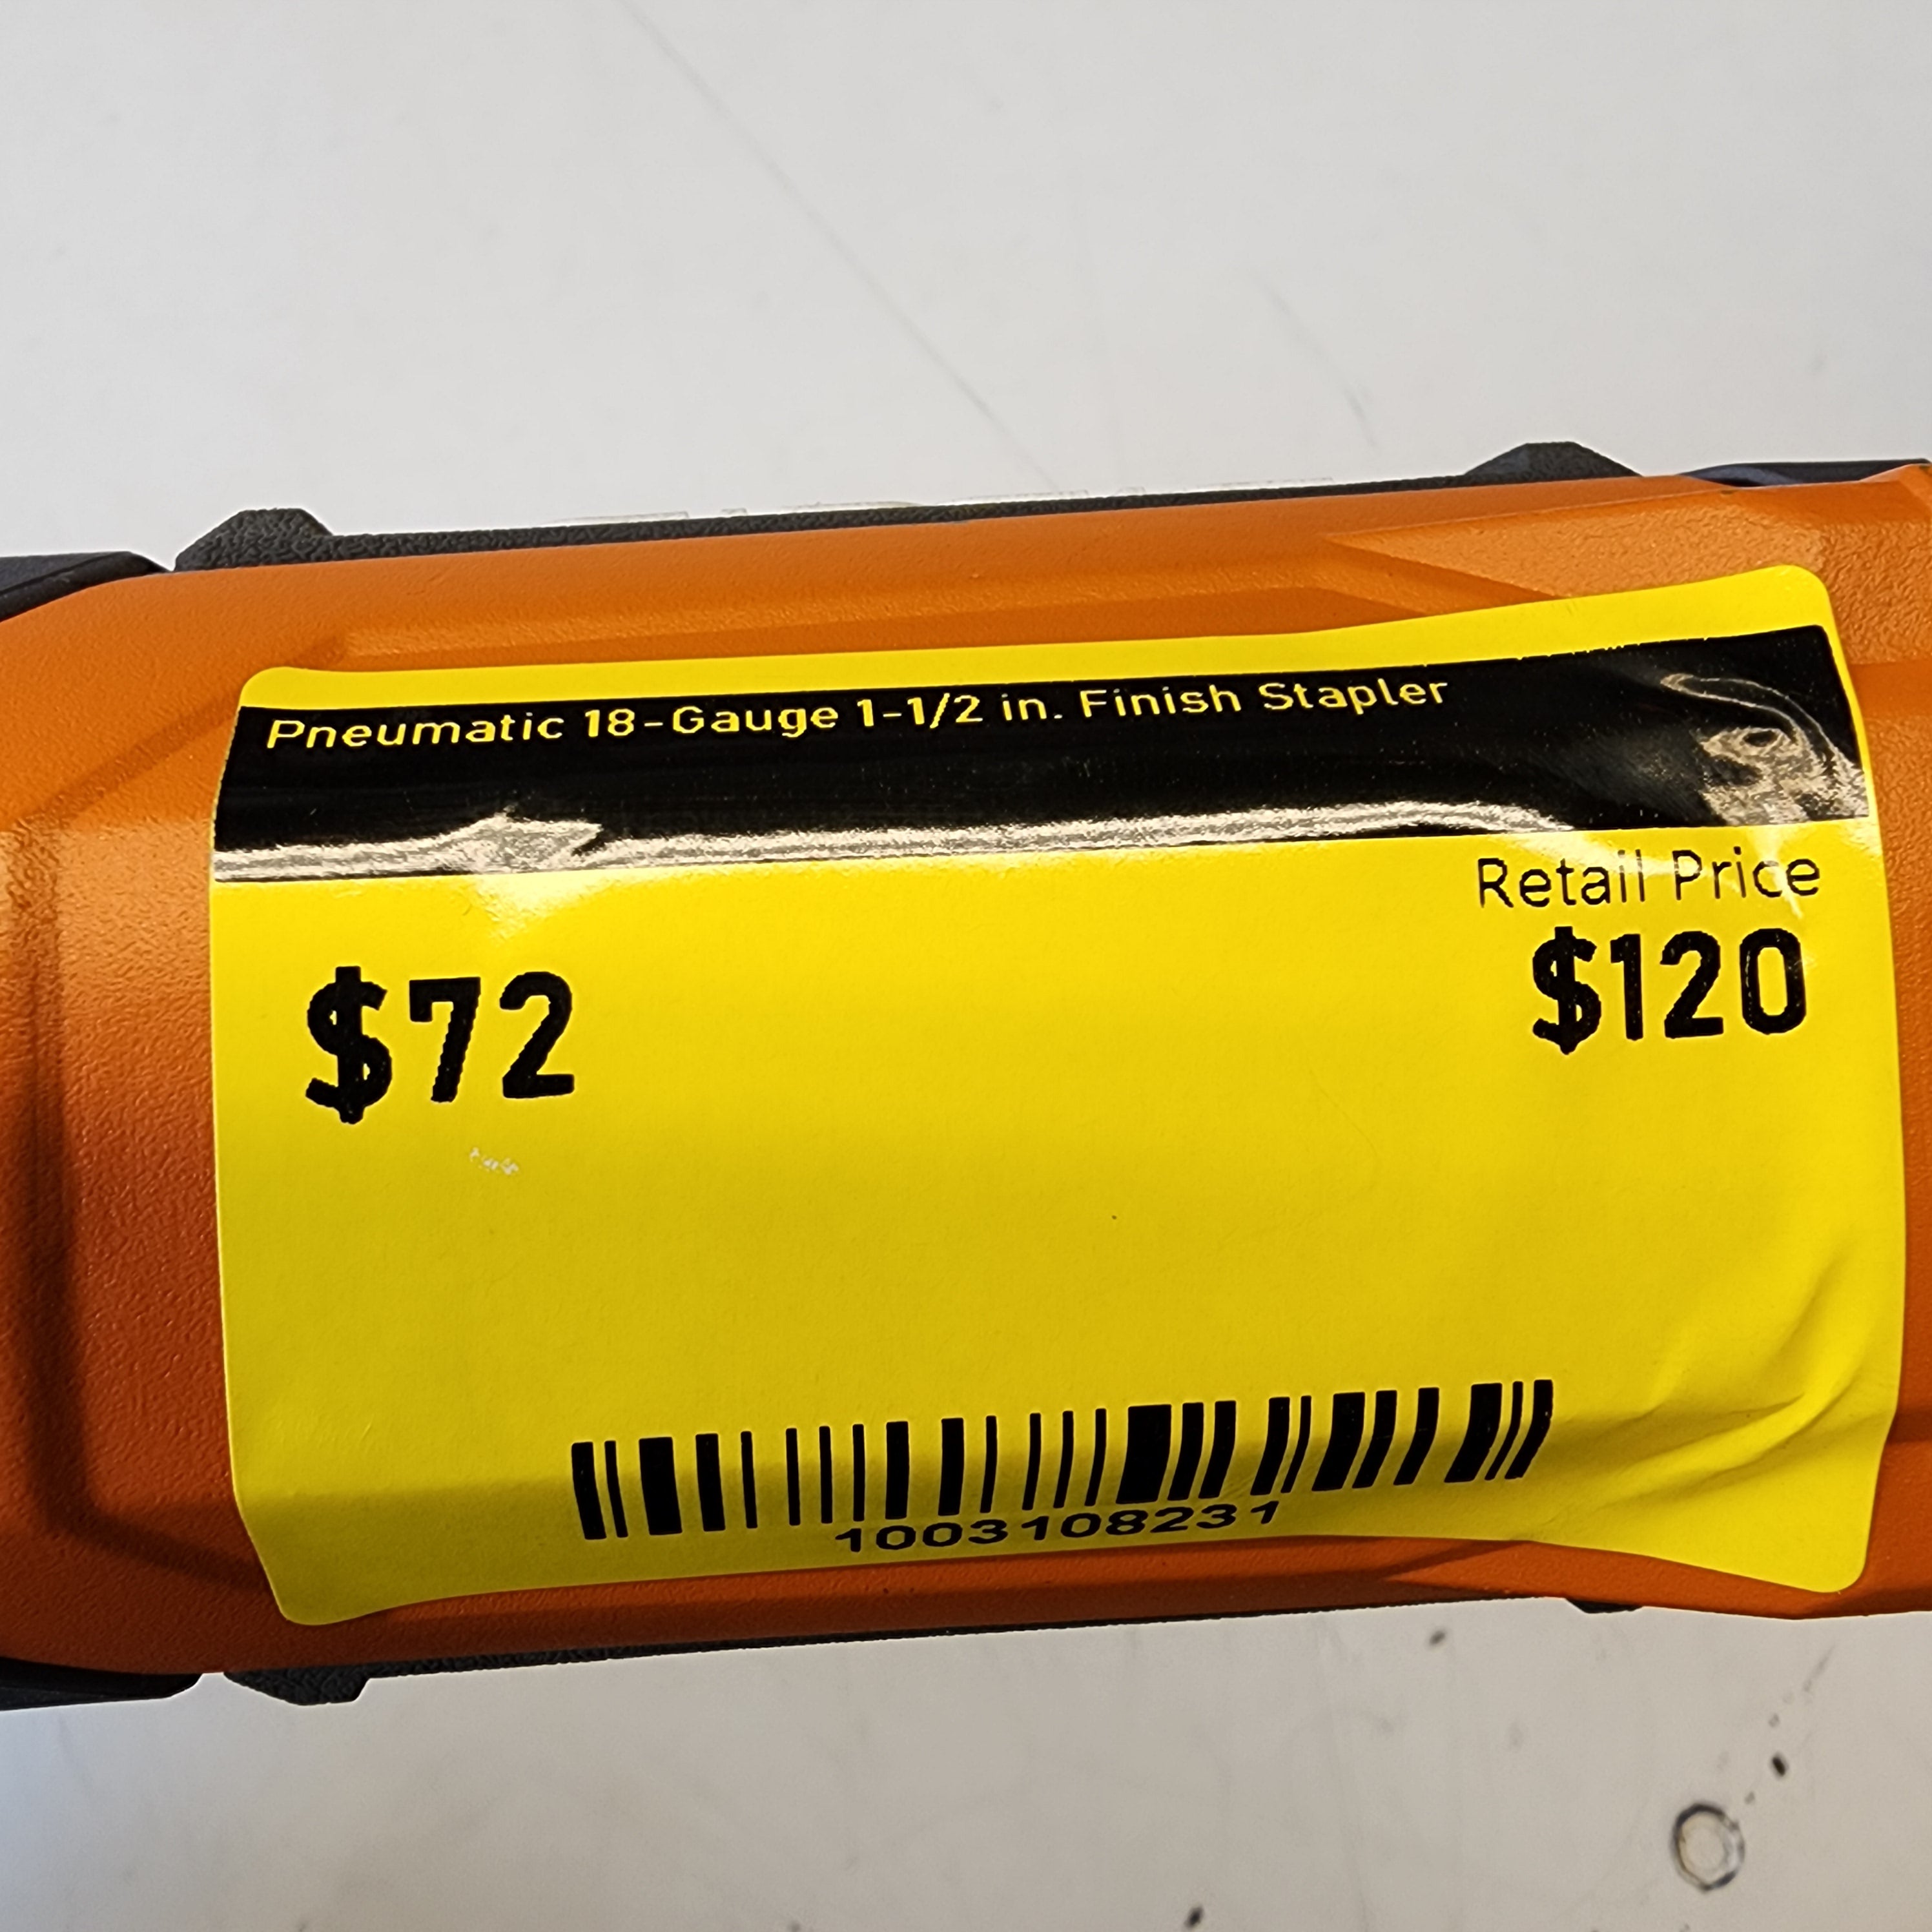 Pneumatic 18-Gauge 1-1/2 in. Finish Stapler
Retail Price
$72
$120
1003108231